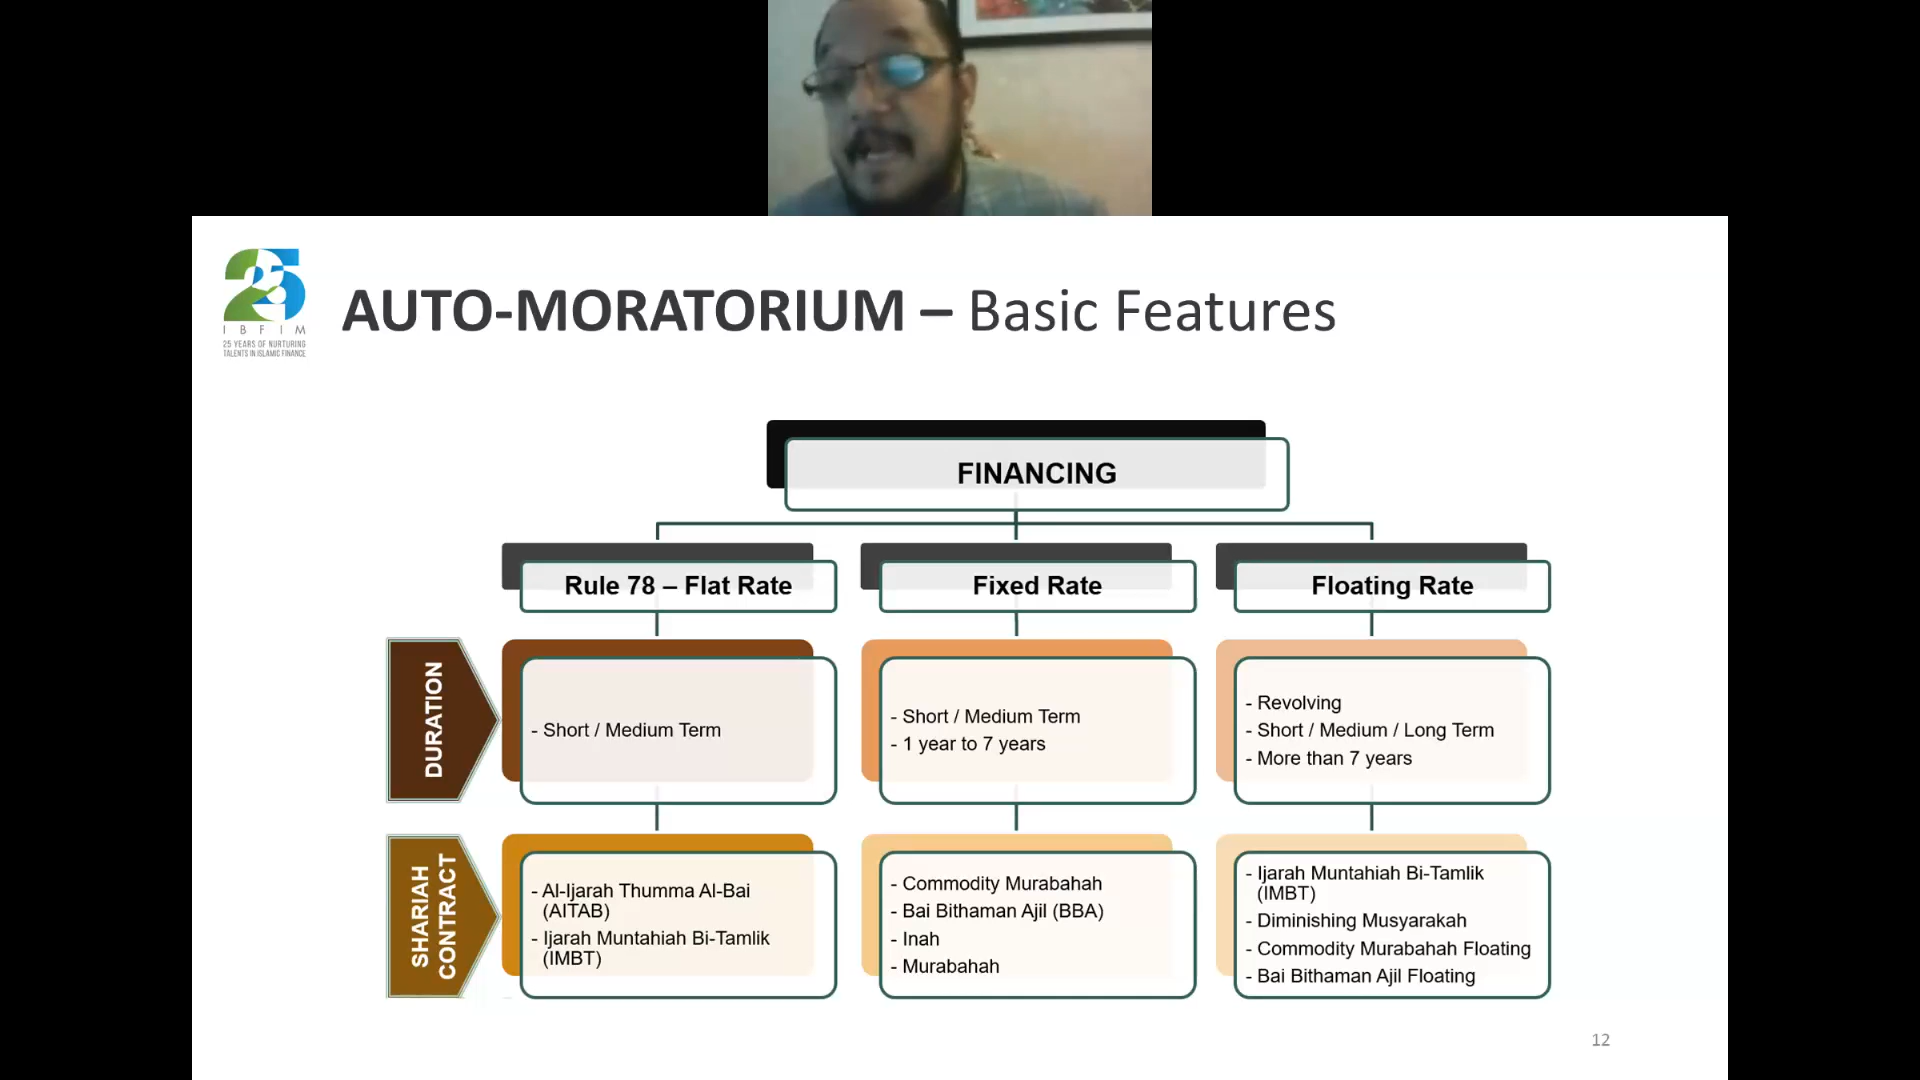 25
IBFIM
25 YEARS OF NURTURING
TALENTS IN ISLAMIC FINANCE
AUTO-MORATORIUM – Basic Features
FINANCING
Rule 78 – Flat Rate
Fixed Rate
Floating Rate
DURATION
- Short / Medium Term
- Short / Medium Term
- 1 year to 7 years
- Revolving
- Short / Medium / Long Term
- More than 7 years
SHARIAH
CONTRACT
- Al-Ijarah Thumma Al-Bai
(AITAB)
- Ijarah Muntahiah Bi-Tamlik
(IMBT)
- Commodity Murabahah
- Bai Bithaman Ajil (BBA)
- Inah
- Murabahah
- Ijarah Muntahiah Bi-Tamlik
(IMBT)
- Diminishing Musyarakah
- Commodity Murabahah Floating
- Bai Bithaman Ajil Floating
12